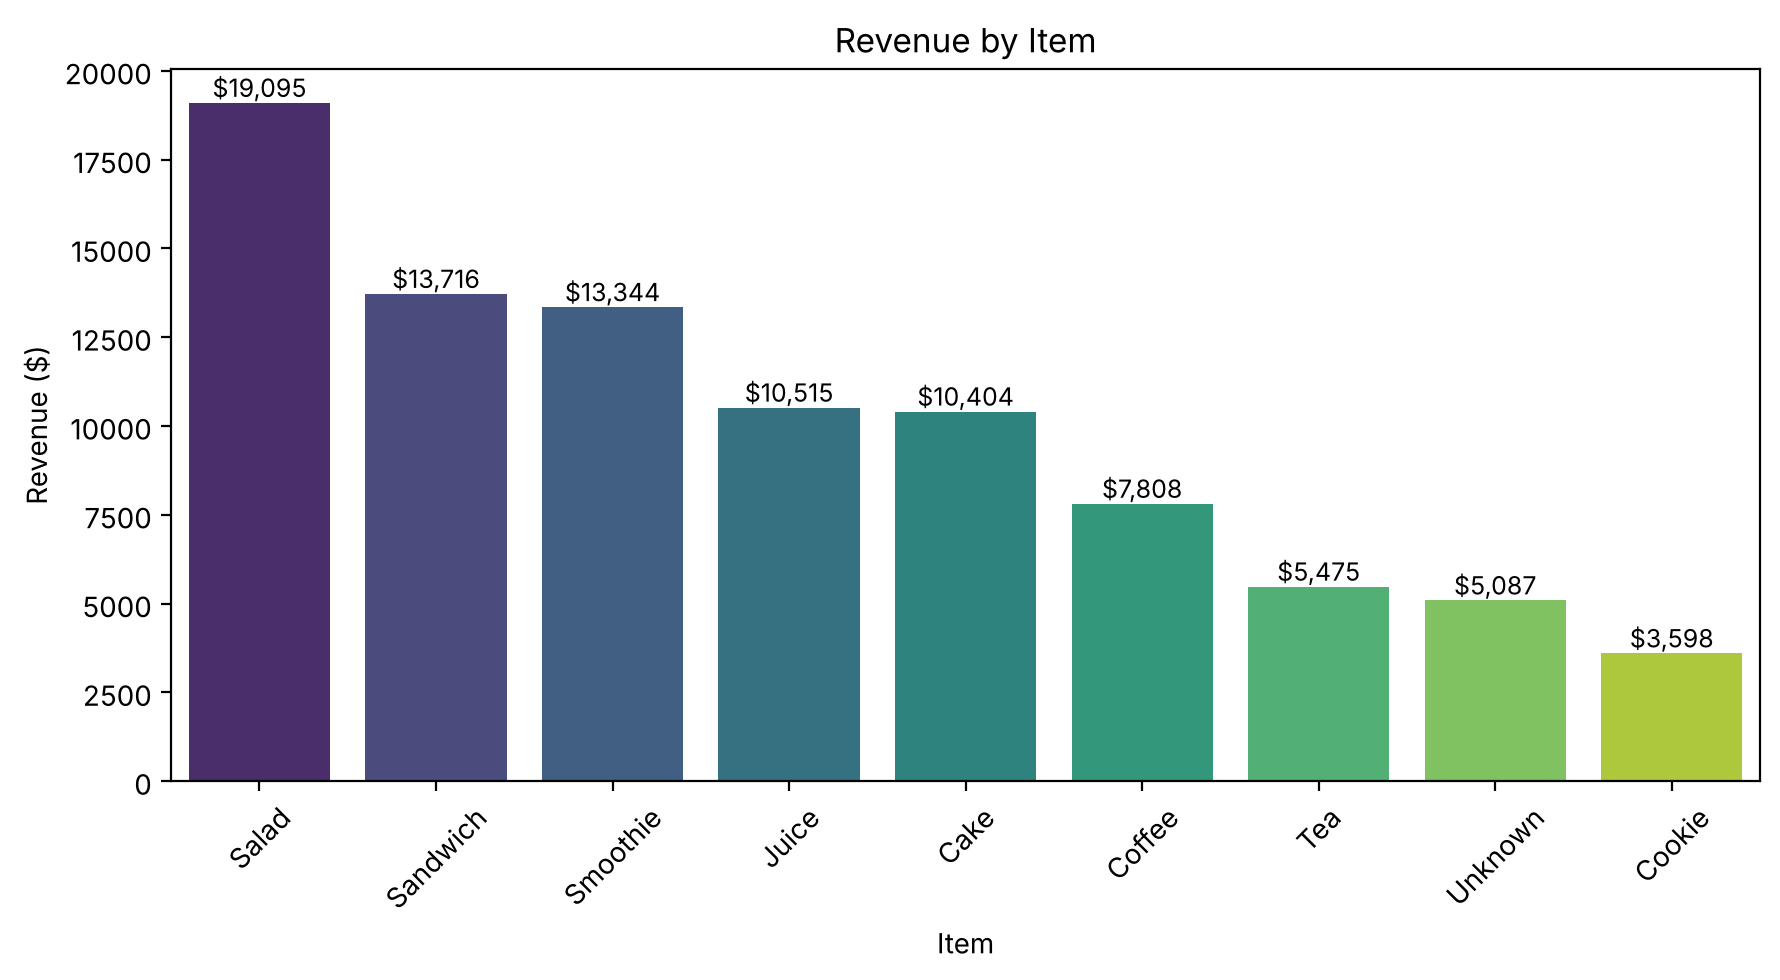 Revenue by Item
Revenue ($)
20000
17500
15000
12500
10000
7500
5000
2500
0
$19,095
$13,716
$13,344
$10,515
$10,404
$7,808
$5,475
$5,087
$3,598
Salad
Sandwich
Smoothie
Juice
Cake
Coffee
Tea
Unknown
Cookie
Item